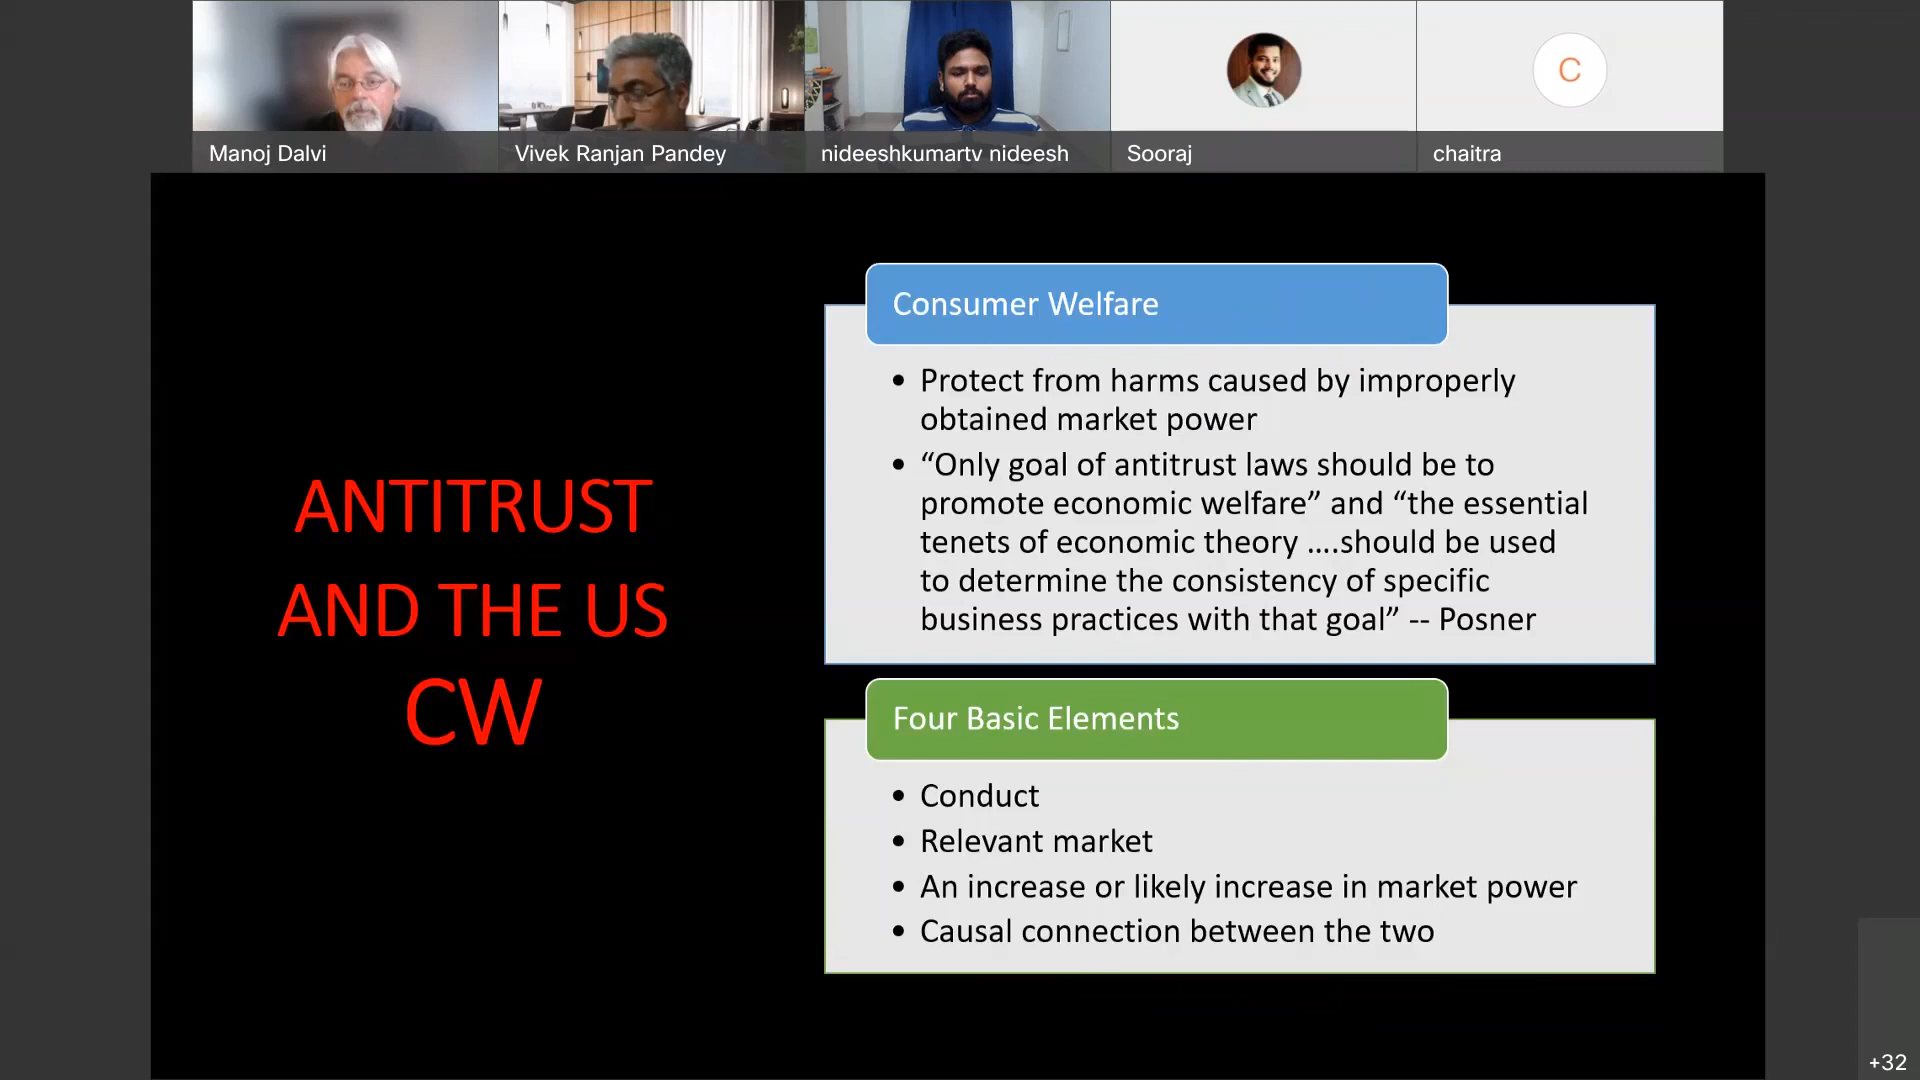 Manoj Dalvi
Vivek Ranjan Pandey
nideeshkumartv nideesh
Sooraj
C
chaitra
ANTITRUST
AND THE US
CW
Consumer Welfare
• Protect from harms caused by improperly
obtained market power
• “Only goal of antitrust laws should be to
promote economic welfare” and “the essential
tenets of economic theory ....should be used
to determine the consistency of specific
business practices with that goal” -- Posner
Four Basic Elements
• Conduct
• Relevant market
• An increase or likely increase in market power
• Causal connection between the two
+32